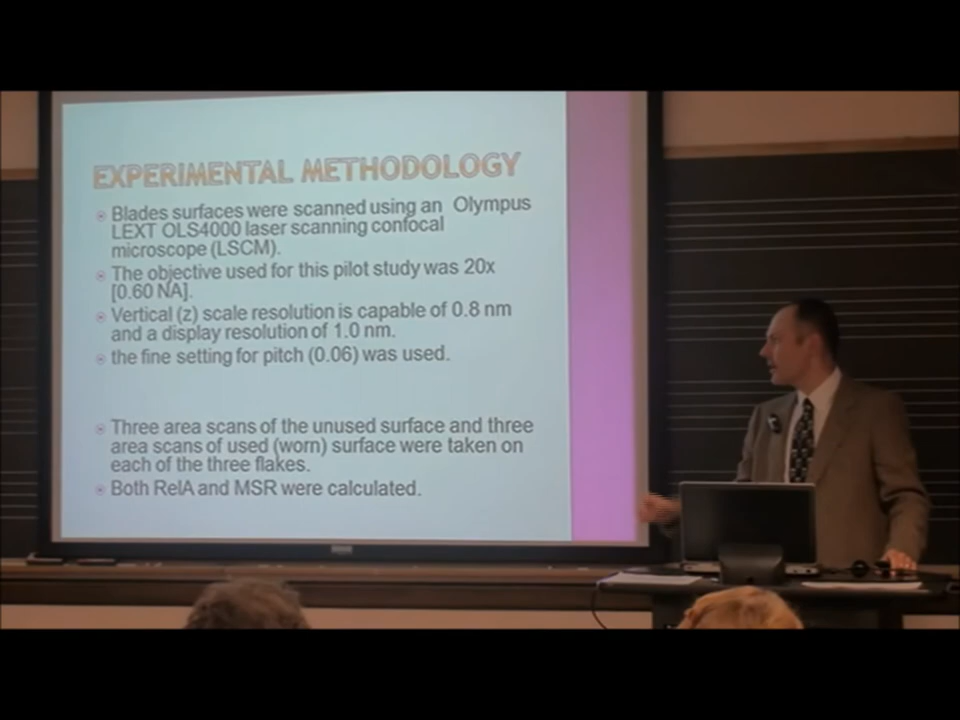 EXPERIMENTAL METHODOLOGY
Blades surfaces were scanned using an Olympus
LEXT OLS4000 laser scanning confocal
microscope (LSCM).
The objective used for this pilot study was 20x
[0.60 NA].
Vertical (z) scale resolution is capable of 0.8 nm
and a display resolution of 1.0 nm.
the fine setting for pitch (0.06) was used.
Three area scans of the unused surface and three
area scans of used (worn) surface were taken on
each of the three flakes.
Both RelA and MSR were calculated.